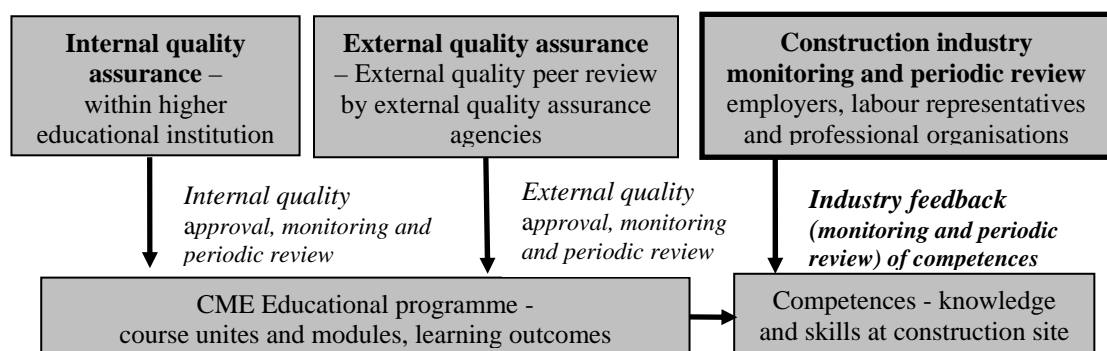 Internal quality
assurance –
within higher
educational institution
External quality assurance
– External quality peer review
by external quality assurance
agencies
Construction industry
monitoring and periodic review
employers, labour representatives
and professional organisations
Internal quality
approval, monitoring and
periodic review
External quality
approval, monitoring
and periodic review
Industry feedback
(monitoring and periodic
review) of competences
CME Educational programme -
course unites and modules, learning outcomes
Competences - knowledge
and skills at construction site